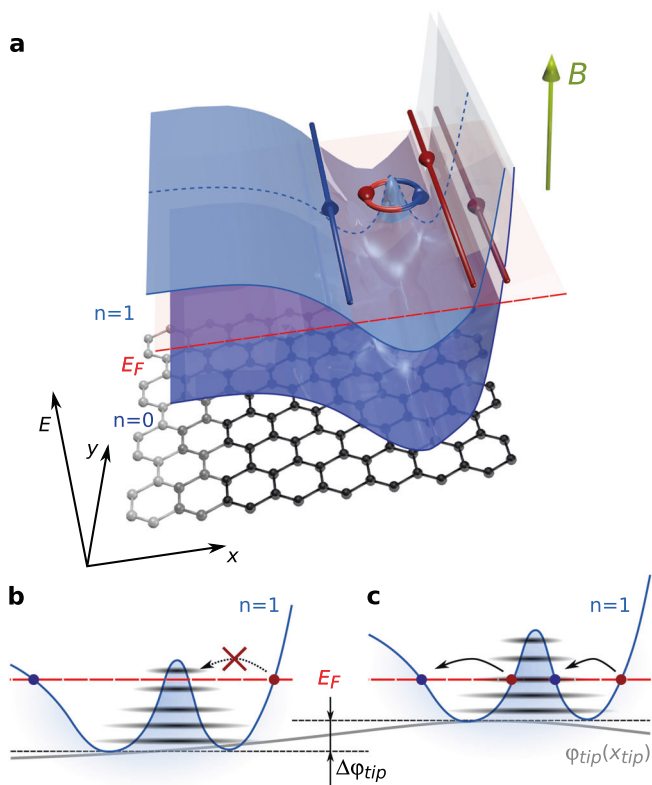 a
B
n=1
E_F
n=0
E
y
x
b
n=1
c
n=1
E_F
Δφ_tip
φ_tip(x_tip)